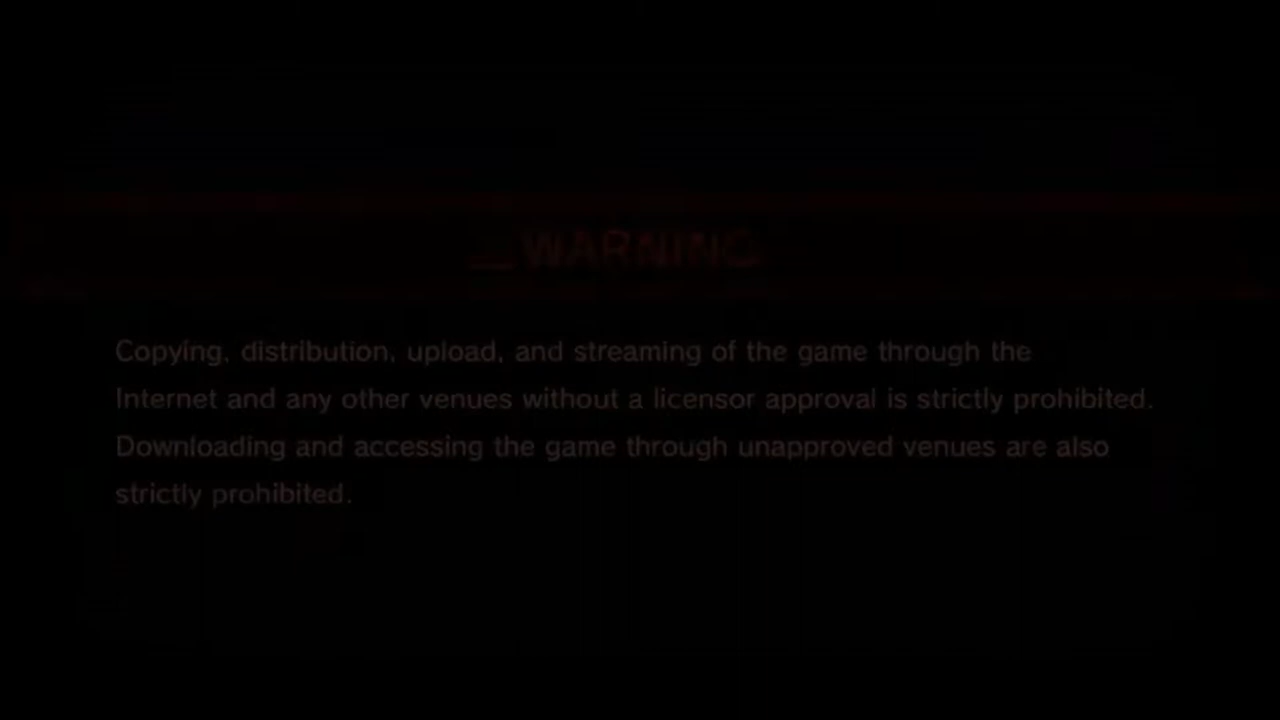 WARNING
Copying, distribution, upload, and streaming of the game through the
Internet and any other venues without a licensor approval is strictly prohibited.
Downloading and accessing the game through unapproved venues are also
strictly prohibited.